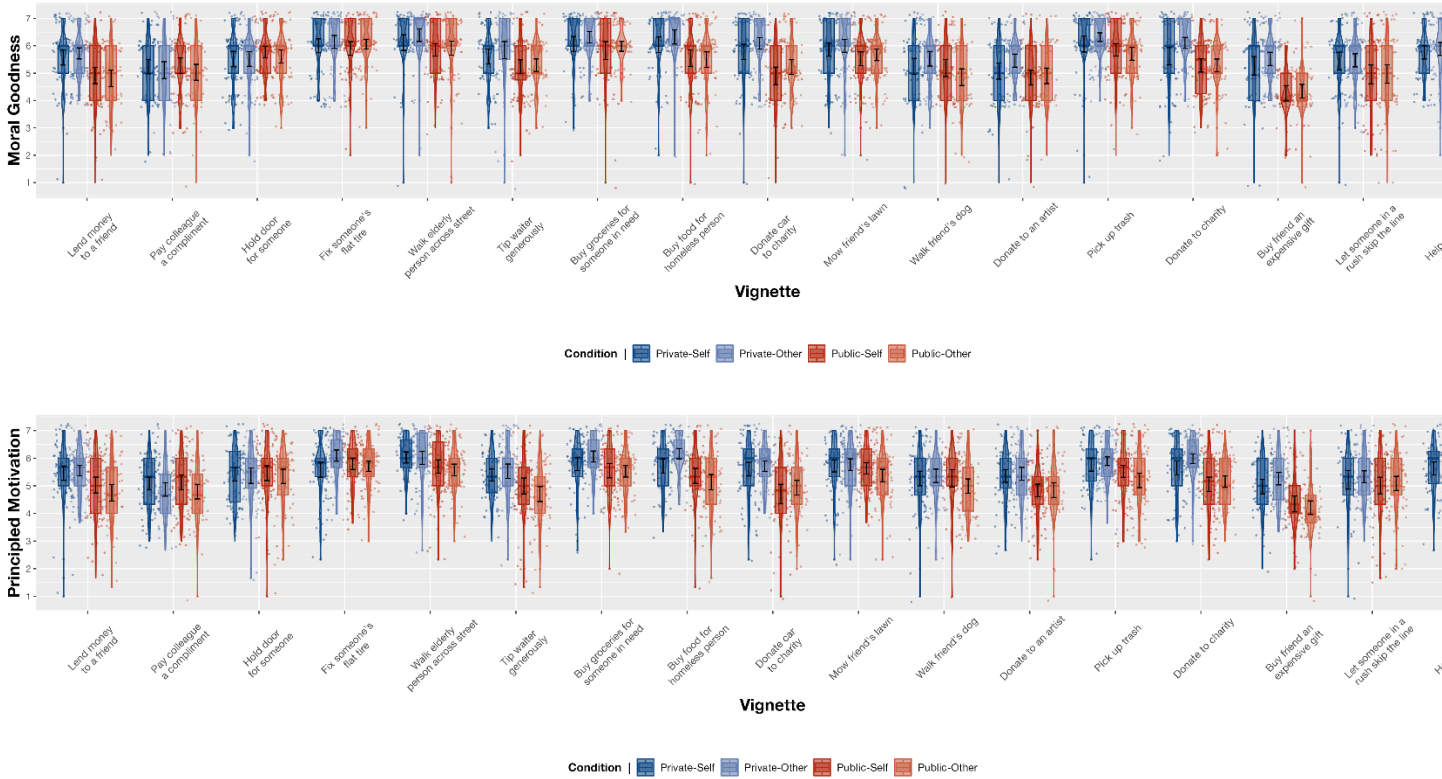 Moral Goodness
7
6
5
4
3
2
1
Lend money
to a friend
Pay colleague
a compliment
Hold door
for someone
Fix someone's
flat tire
Walk elderly
person across street
Tip waiter
generously
Buy groceries for
someone in need
Buy food for
homeless person
Donate car
to charity
Mow friend's lawn
Walk friend's dog
Donate to an artist
Pick up trash
Donate to charity
Buy friend an
expensive gift
Let someone in a
rush skip the line
Help
Vignette
Condition | Private-Self Private-Other Public-Self Public-Other
Principled Motivation
7
6
5
4
3
2
1
Lend money
to a friend
Pay colleague
a compliment
Hold door
for someone
Fix someone's
flat tire
Walk elderly
person across street
Tip waiter
generously
Buy groceries for
someone in need
Buy food for
homeless person
Donate car
to charity
Mow friend's lawn
Walk friend's dog
Donate to an artist
Pick up trash
Donate to charity
Buy friend an
expensive gift
Let someone in a
rush skip the line
H
Vignette
Condition | Private-Self Private-Other Public-Self Public-Other